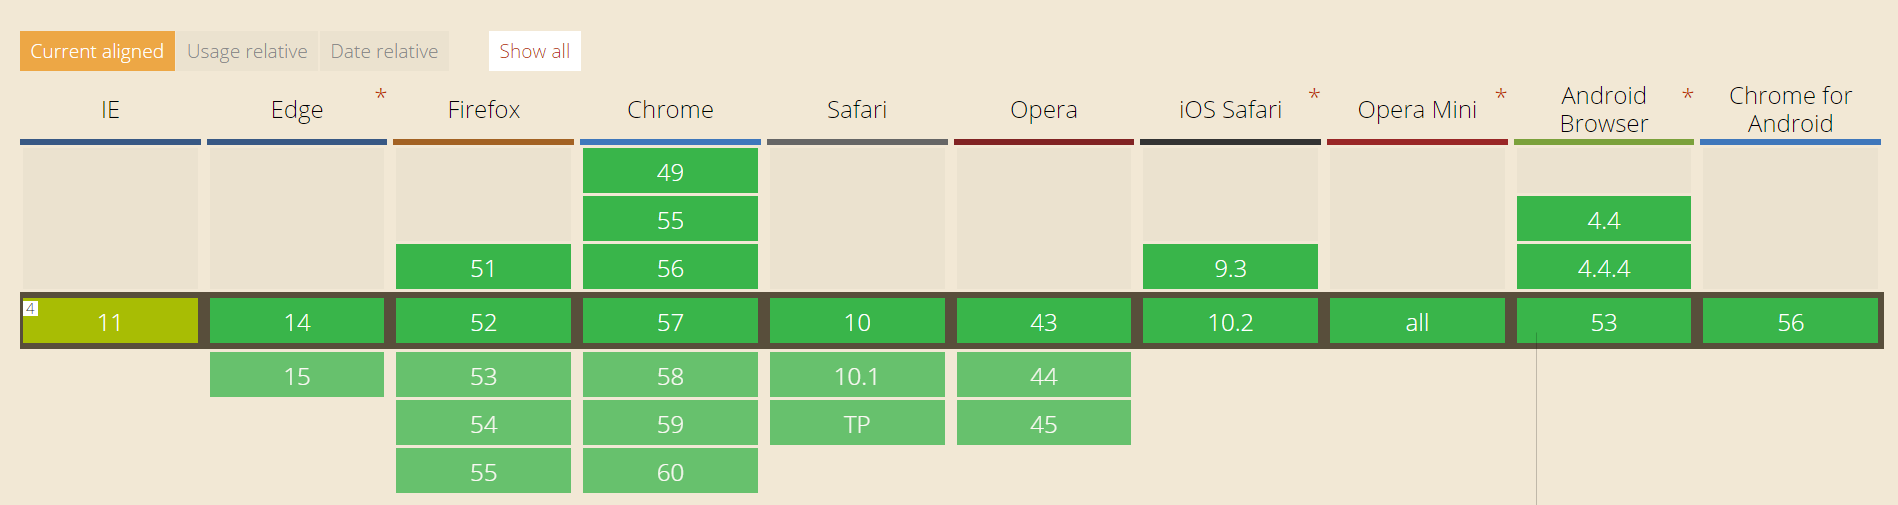 Current aligned Usage relative Date relative Show all
IE Edge * Firefox Chrome Safari Opera iOS Safari * Opera Mini * Android Browser * Chrome for Android
49
55 4.4
51 56 9.3 4.4.4
4 11 14 52 57 10 43 10.2 all 53 56
15 53 58 10.1 44
54 59 TP 45
55 60